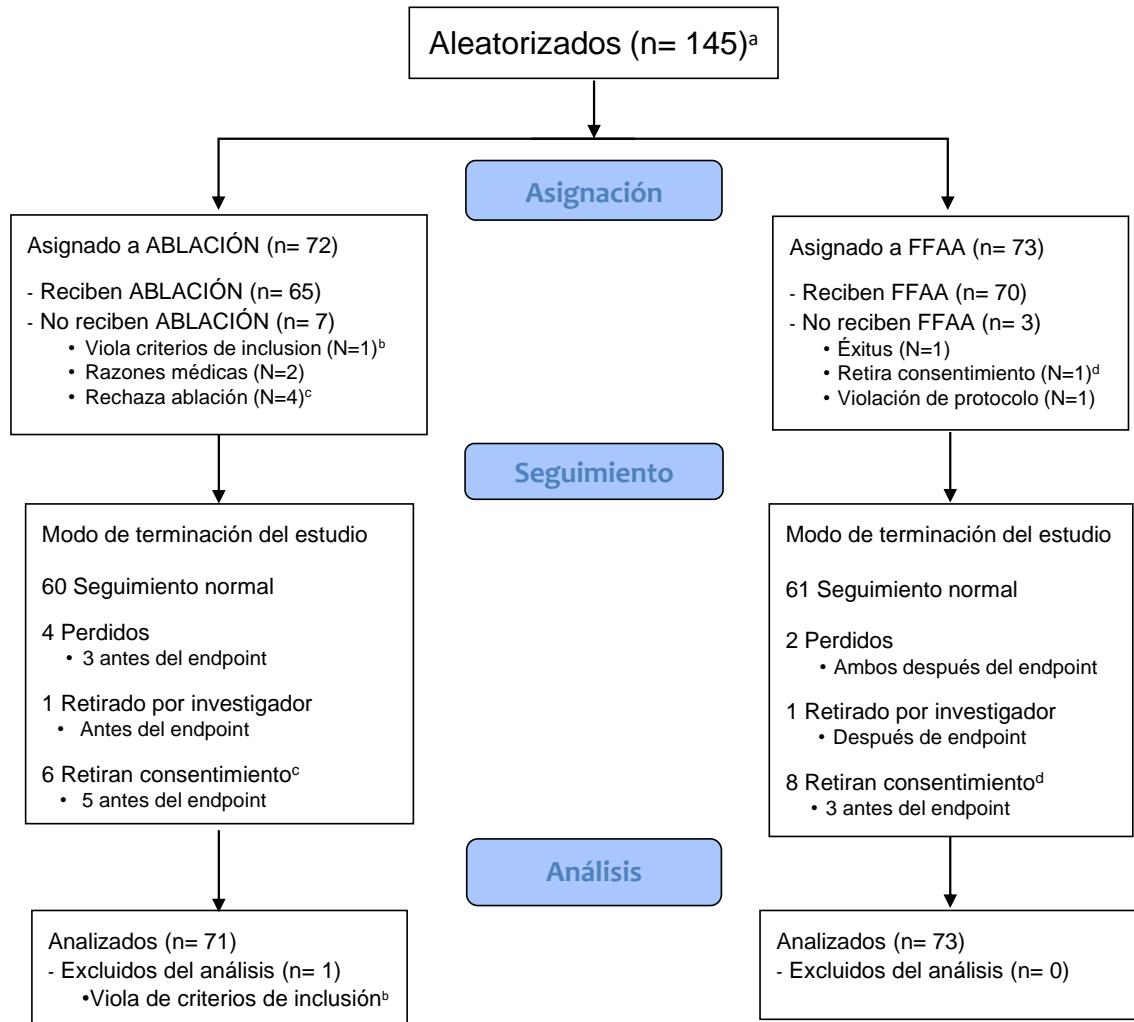 Aleatorizados (n= 145)ᵃ
Asignación
Asignado a ABLACIÓN (n= 72)
- Reciben ABLACIÓN (n= 65)
- No reciben ABLACIÓN (n= 7)
• Viola criterios de inclusion (N=1)ᵇ
• Razones médicas (N=2)
• Rechaza ablación (N=4)ᶜ
Asignado a FFAA (n= 73)
- Reciben FFAA (n= 70)
- No reciben FFAA (n= 3)
• Éxitus (N=1)
• Retira consentimiento (N=1)ᵈ
• Violación de protocolo (N=1)
Seguimiento
Modo de terminación del estudio
60 Seguimiento normal
4 Perdidos
• 3 antes del endpoint
1 Retirado por investigador
• Antes del endpoint
6 Retiran consentimientoᶜ
• 5 antes del endpoint
Modo de terminación del estudio
61 Seguimiento normal
2 Perdidos
• Ambos después del endpoint
1 Retirado por investigador
• Después de endpoint
8 Retiran consentimientoᵈ
• 3 antes del endpoint
Análisis
Analizados (n= 71)
- Excluidos del análisis (n= 1)
•Viola de criterios de inclusiónᵇ
Analizados (n= 73)
- Excluidos del análisis (n= 0)